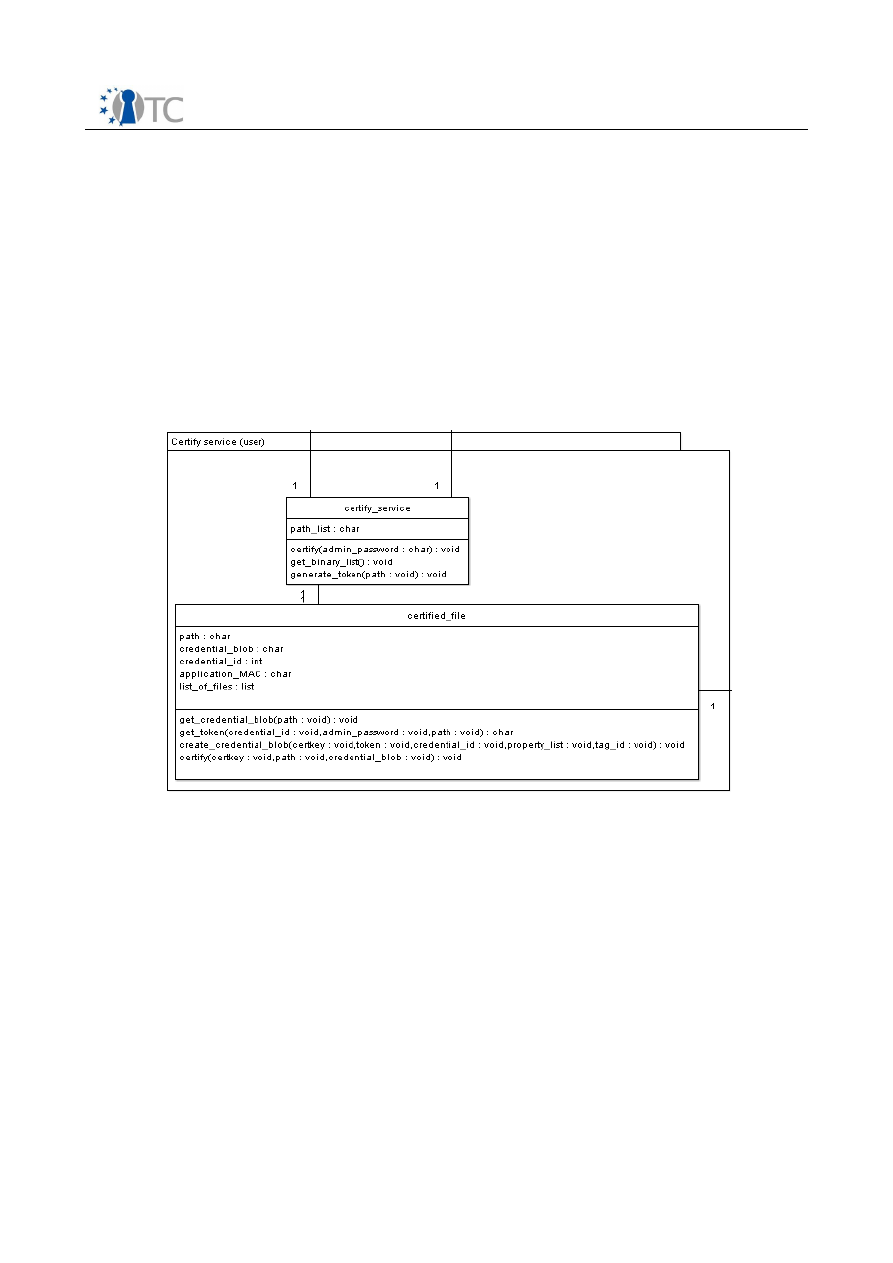 TC
Certify service (user)
1 1
certify_service
path_list : char
certify(admin_password : char) : void
get_binary_list() : void
generate_token(path : void) : void
certified_file
path : char
credential_blob : char
credential_id : int
application_MAC : char
list_of_files : list
1
get_credential_blob(path : void) : void
get_token(credential_id : void,admin_password : void,path : void) : char
create_credential_blob(certkey : void,token : void,credential_id : void,property_list : void,tag_id : void) : void
certify(certkey : void,path : void,credential_blob : void) : void